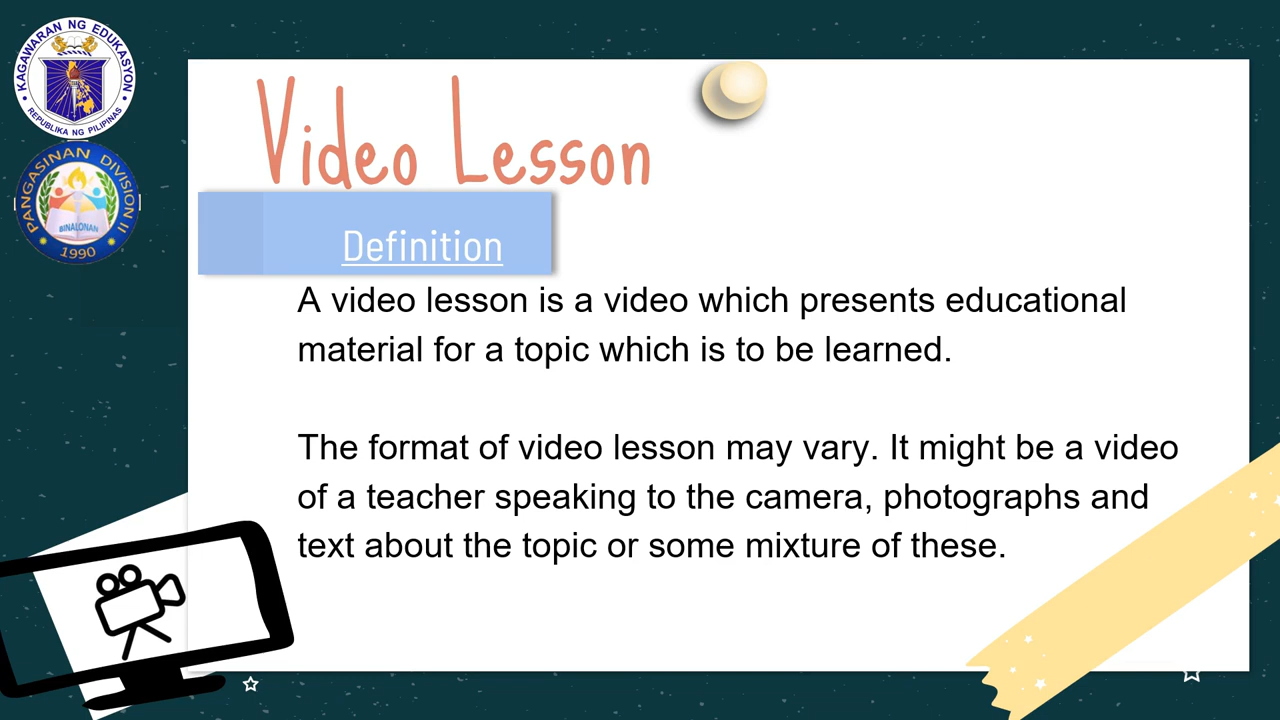 KAGAWARAN NG EDUKASYON
REPUBLIKA NG PILIPINAS
PANGASINAN DIVISION II
BINALONAN
1990
Video Lesson
Definition
A video lesson is a video which presents educational
material for a topic which is to be learned.
The format of video lesson may vary. It might be a video
of a teacher speaking to the camera, photographs and
text about the topic or some mixture of these.